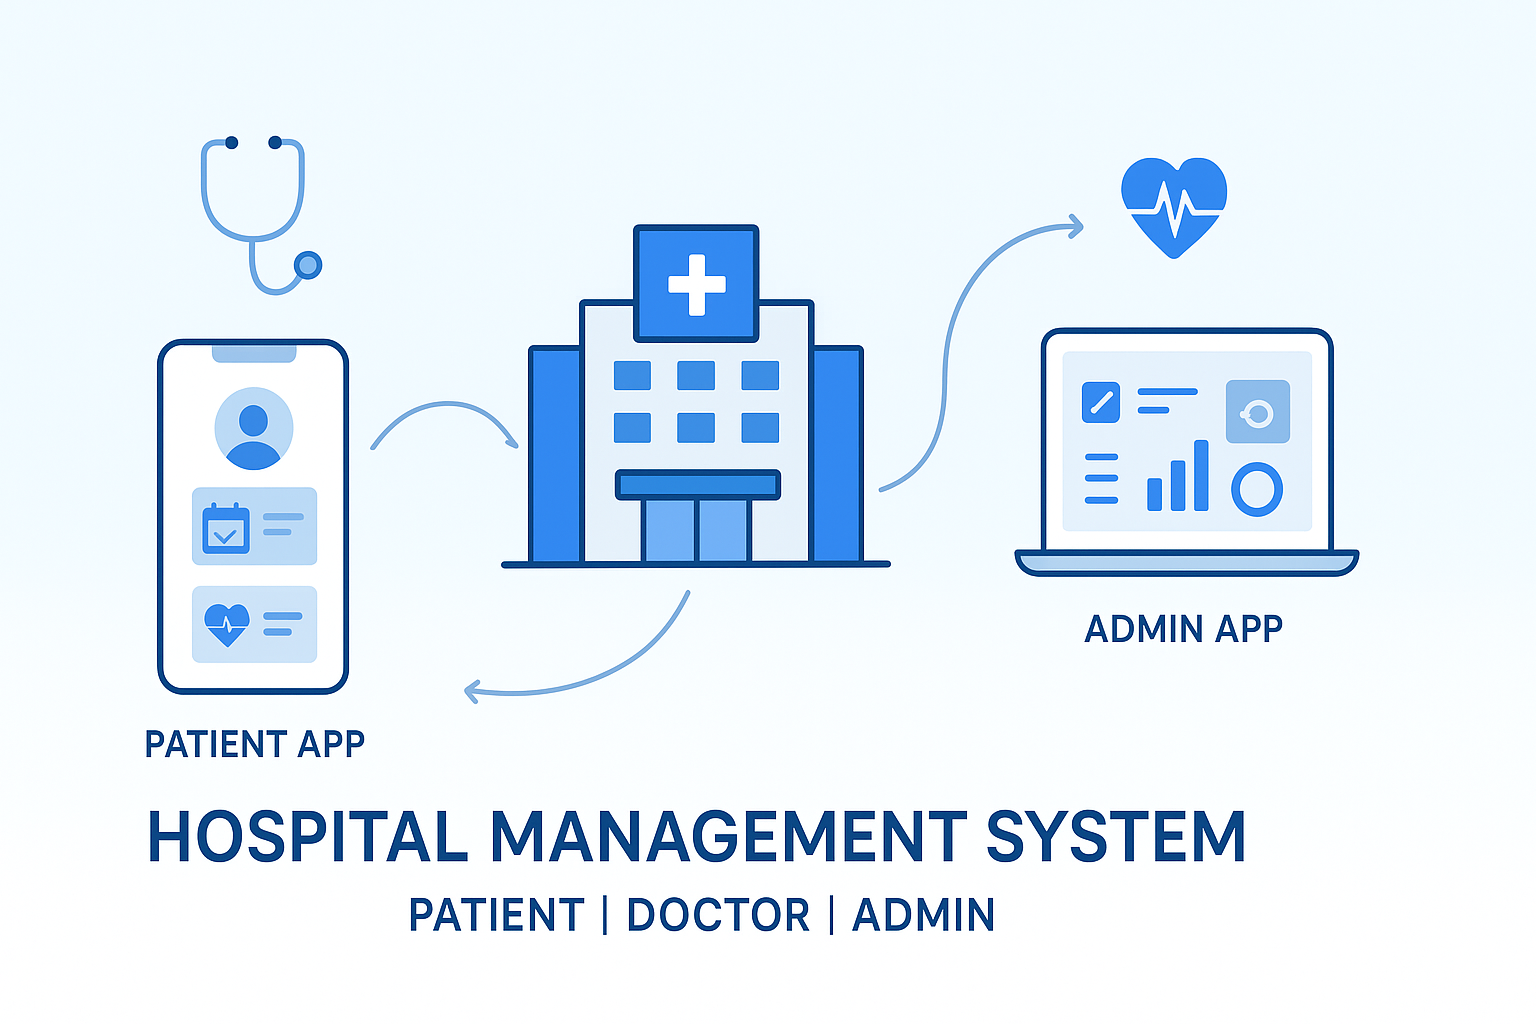 ADMIN APP
PATIENT APP
HOSPITAL MANAGEMENT SYSTEM
PATIENT | DOCTOR | ADMIN